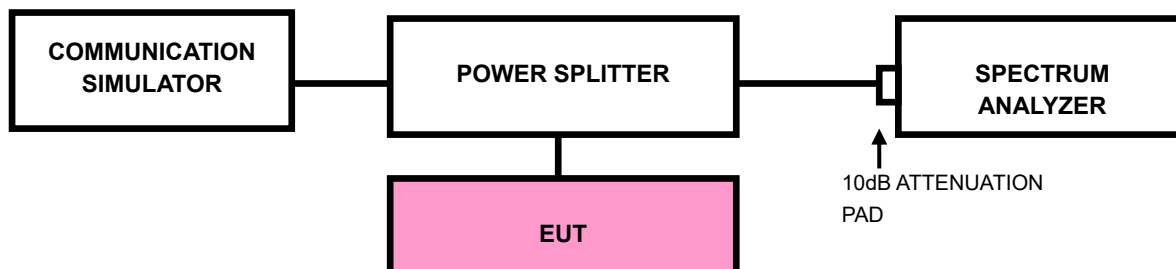 COMMUNICATION
SIMULATOR
POWER SPLITTER
SPECTRUM
ANALYZER
10dB ATTENUATION
PAD
EUT